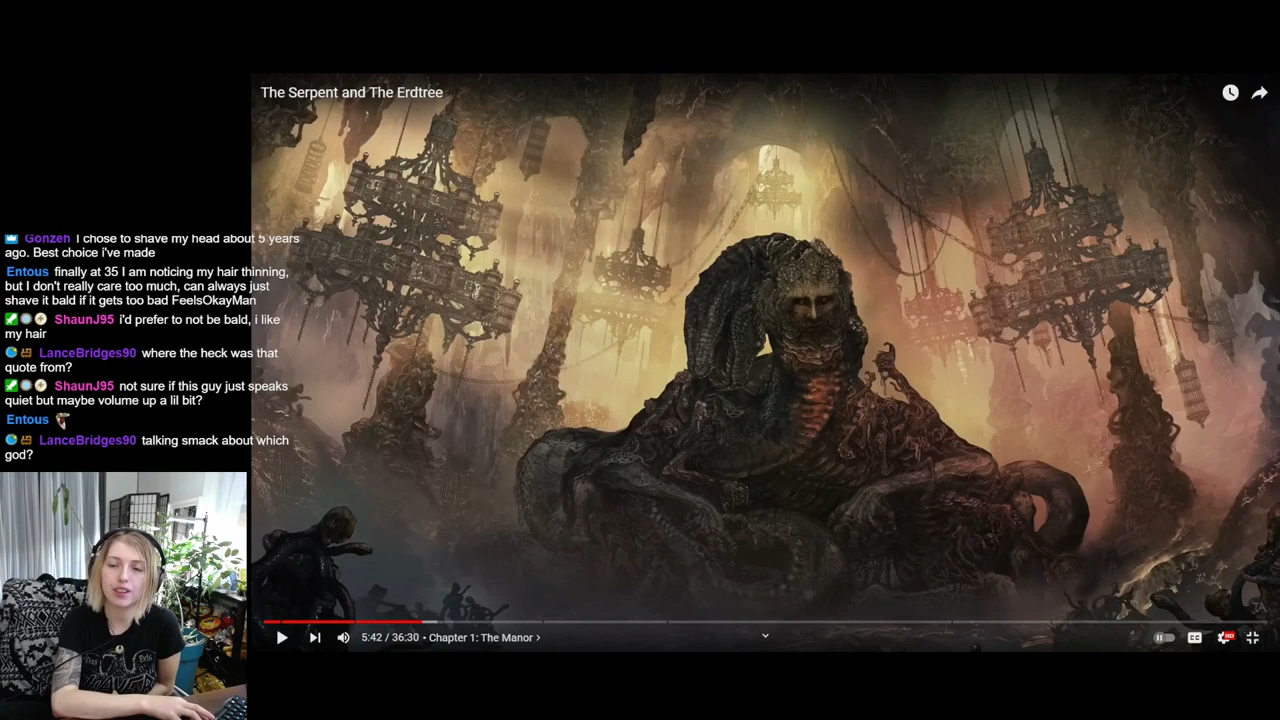 The Serpent and The Erdtree
Gonzeh I chose to shave my head about 5 years
ago. Best choice i've made
Entous finally at 35 I am noticing my hair thinning,
but I don't really care too much, can always just
shave it bald if it gets too bad FeelsOkayMan
ShaunJ95 i'd prefer to not be bald, i like
my hair
LanceBridges90 where the heck was that
quote from?
ShaunJ95 not sure if this guy just speaks
quiet but maybe volume up a lil bit?
Entous
LanceBridges90 talking smack about which
god?
5:42 / 36:30 • Chapter 1: The Manor >
CC
HD